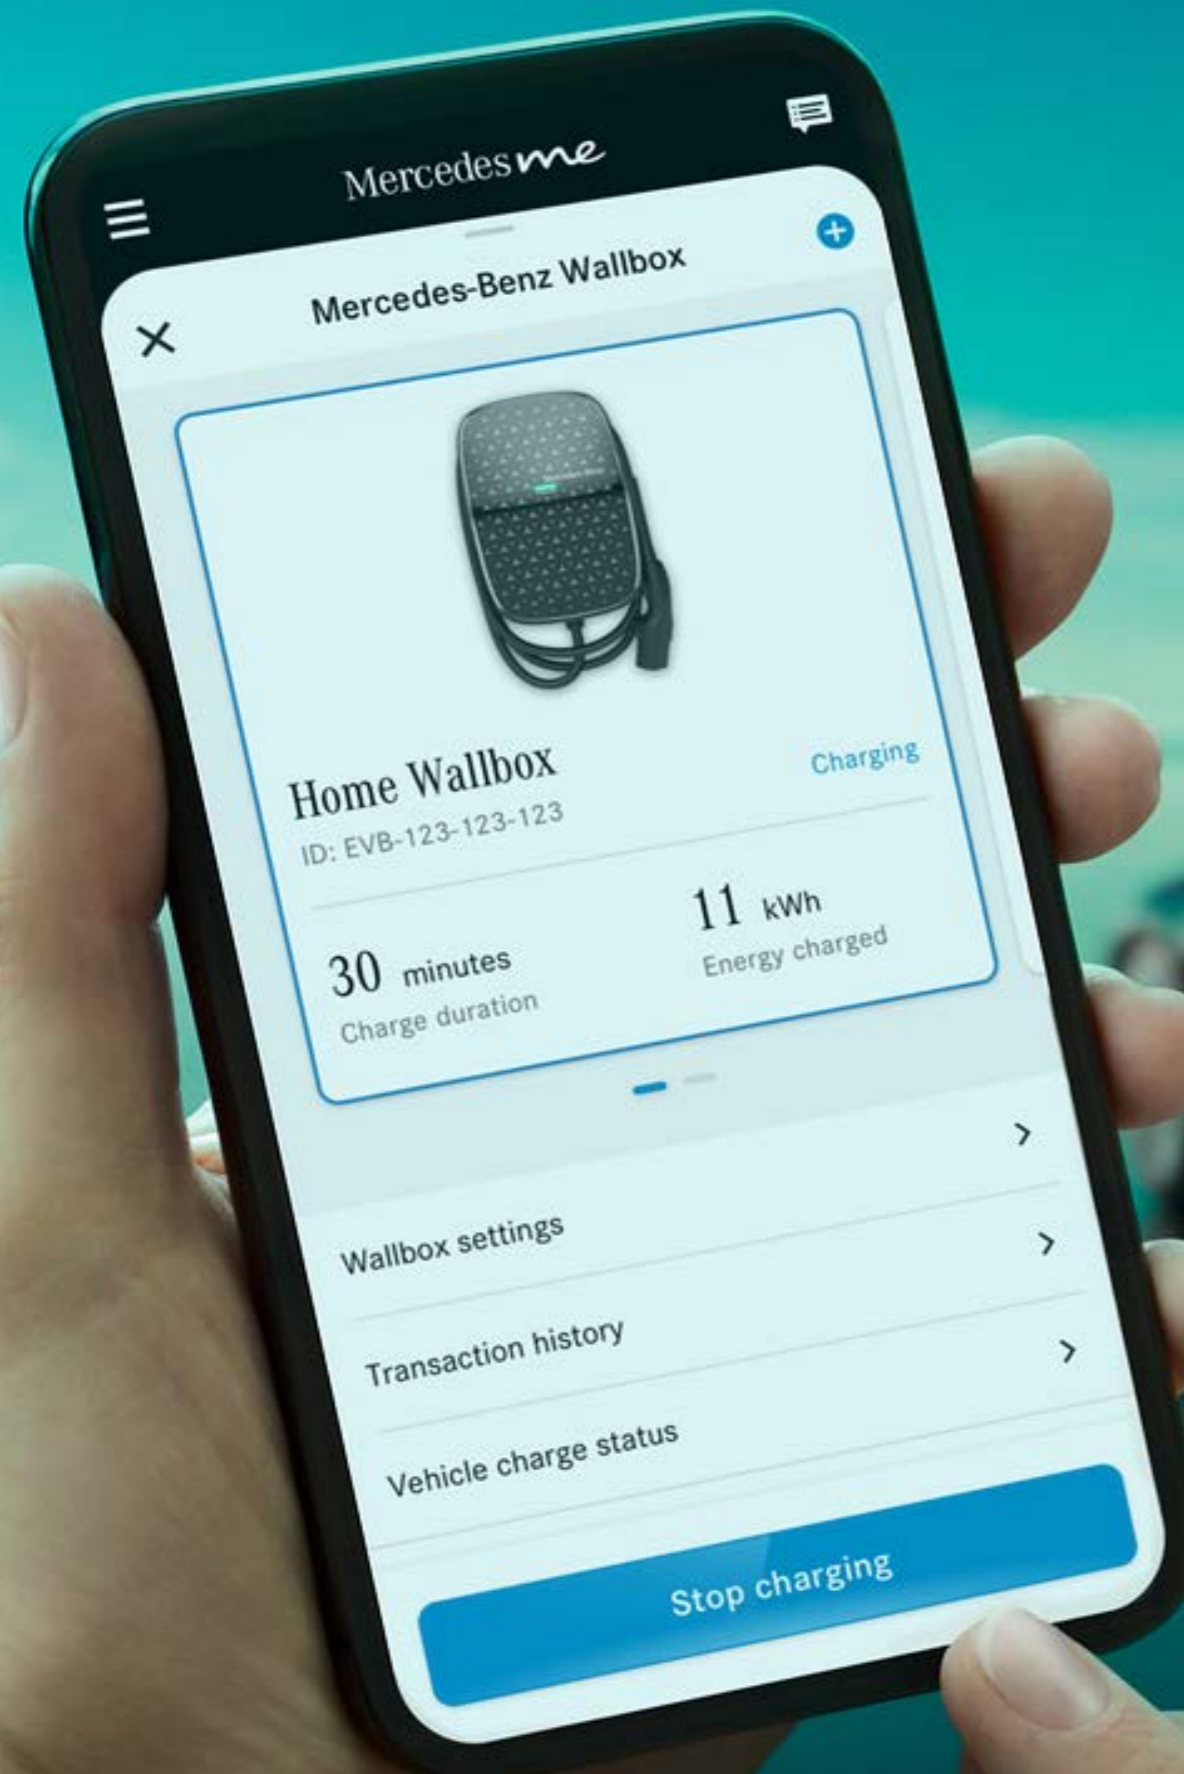 Mercedes me
Mercedes-Benz Wallbox
Home Wallbox
Charging
ID: EVB-123-123-123
30 minutes
11 kWh
Charge duration
Energy charged
Wallbox settings
Transaction history
Vehicle charge status
Stop charging